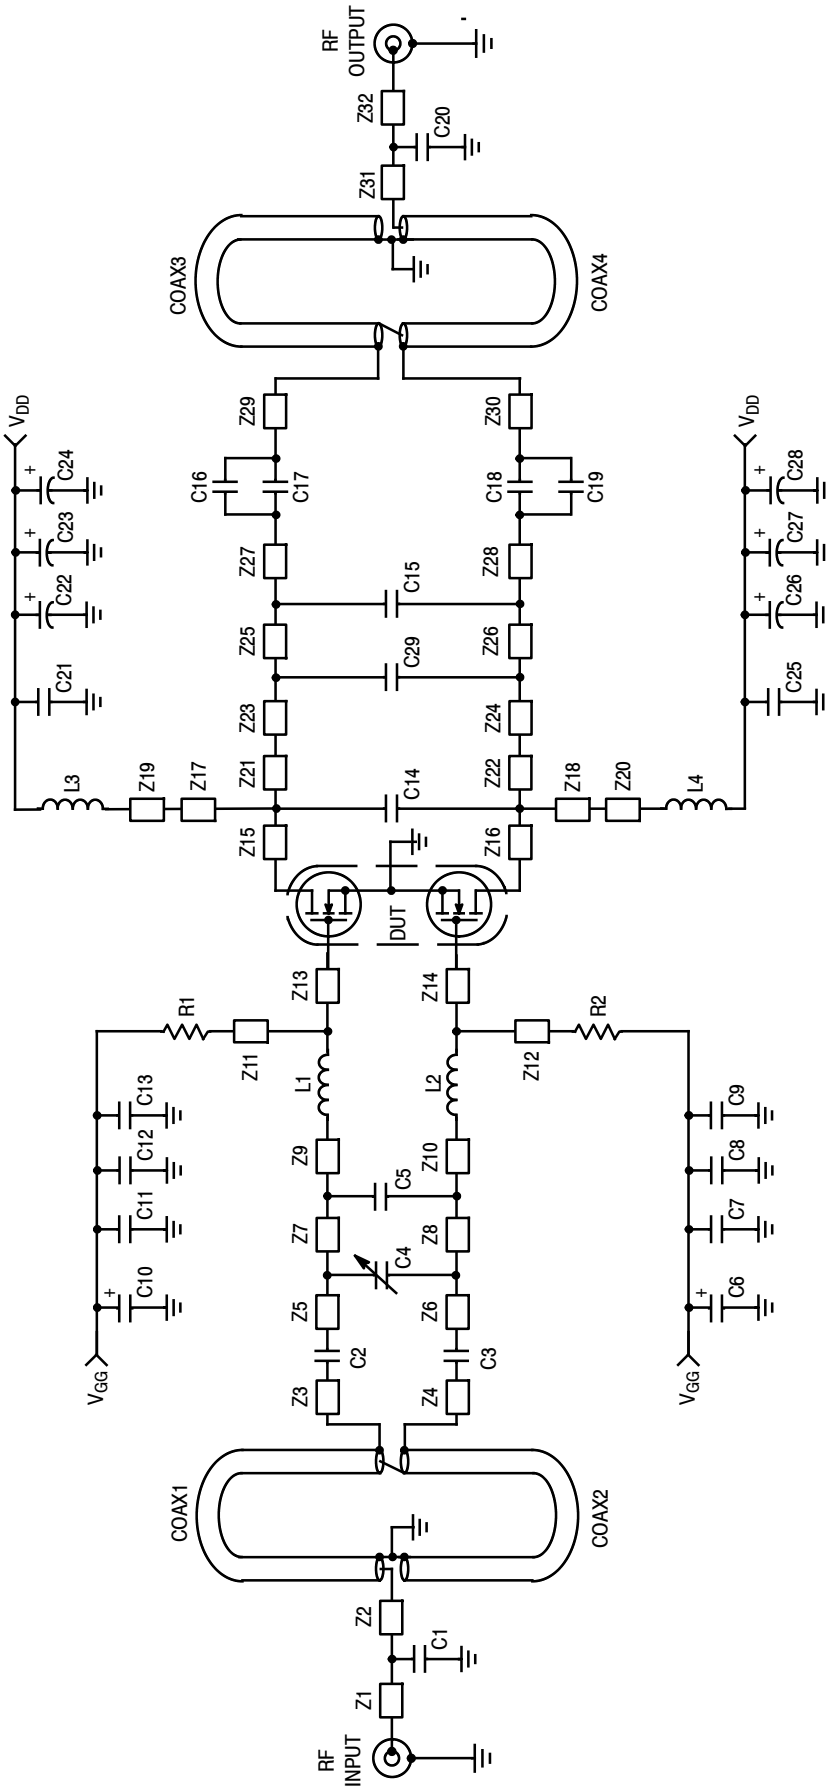 RF
INPUT
Z1
C1
Z2
COAX1
COAX2
Z3
Z4
C2
C3
Z5
Z6
C4
Z7
Z8
C5
Z9
Z10
L1
L2
VGG
C10
+
C11
C12
C13
R1
Z11
VGG
C6
+
C7
C8
C9
R2
Z12
Z13
Z14
DUT
Z15
Z16
C14
Z17
Z19
L3
Z18
Z20
L4
Z21
Z22
Z23
Z24
C29
Z25
Z26
C15
Z27
Z28
C16
C17
C18
C19
Z29
Z30
C21
C22
+
C23
+
C24
+
VDD
C25
C26
+
C27
+
C28
+
VDD
COAX3
COAX4
Z31
C20
Z32
RF
OUTPUT